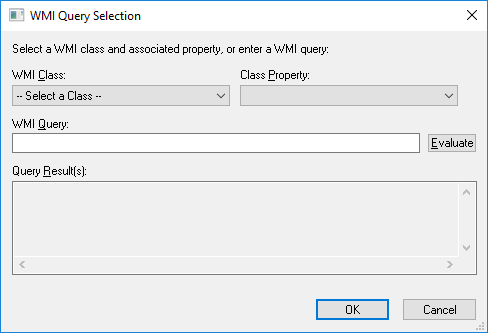 WMI Query Selection
Select a WMI class and associated property, or enter a WMI query:
WMI Class: Class Property:
-- Select a Class --
WMI Query:
Evaluate
Query Result(s):
OK Cancel